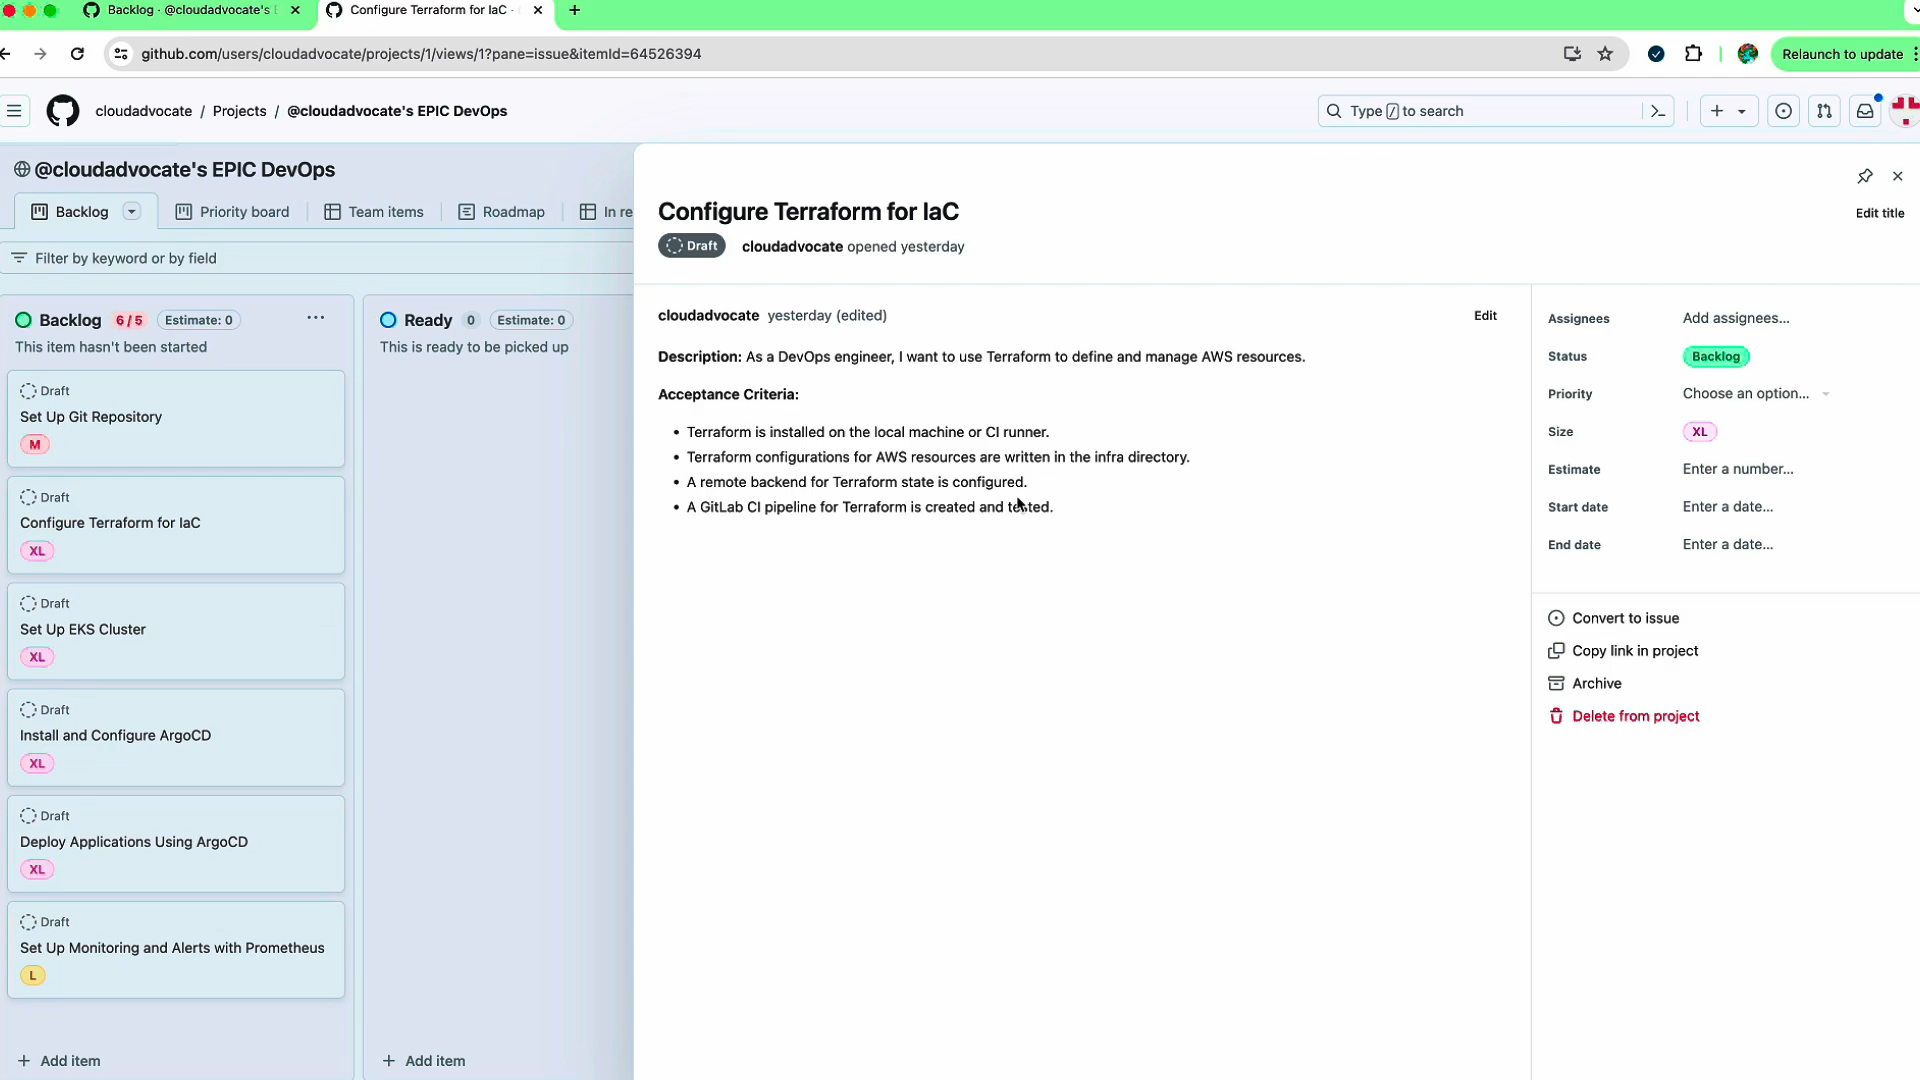 Backlog · @cloudadvocate's E
Configure Terraform for IaC ·
github.com/users/cloudadvocate/projects/1/views/1?pane=issue&itemId=64526394
Relaunch to update
cloudadvocate / Projects / @cloudadvocate's EPIC DevOps
Type / to search
@cloudadvocate's EPIC DevOps
Backlog
Priority board
Team items
Roadmap
In re
Filter by keyword or by field
Backlog 6 / 5 Estimate: 0
This item hasn't been started
Draft
Set Up Git Repository
M
Draft
Configure Terraform for IaC
XL
Draft
Set Up EKS Cluster
XL
Draft
Install and Configure ArgoCD
XL
Draft
Deploy Applications Using ArgoCD
XL
Draft
Set Up Monitoring and Alerts with Prometheus
L
+ Add item
Ready 0 Estimate: 0
This is ready to be picked up
+ Add item
Configure Terraform for IaC
Edit title
Draft cloudadvocate opened yesterday
cloudadvocate yesterday (edited)
Edit
Description: As a DevOps engineer, I want to use Terraform to define and manage AWS resources.
Acceptance Criteria:
• Terraform is installed on the local machine or CI runner.
• Terraform configurations for AWS resources are written in the infra directory.
• A remote backend for Terraform state is configured.
• A GitLab CI pipeline for Terraform is created and tested.
Assignees Add assignees...
Status Backlog
Priority Choose an option...
Size XL
Estimate Enter a number...
Start date Enter a date...
End date Enter a date...
Convert to issue
Copy link in project
Archive
Delete from project